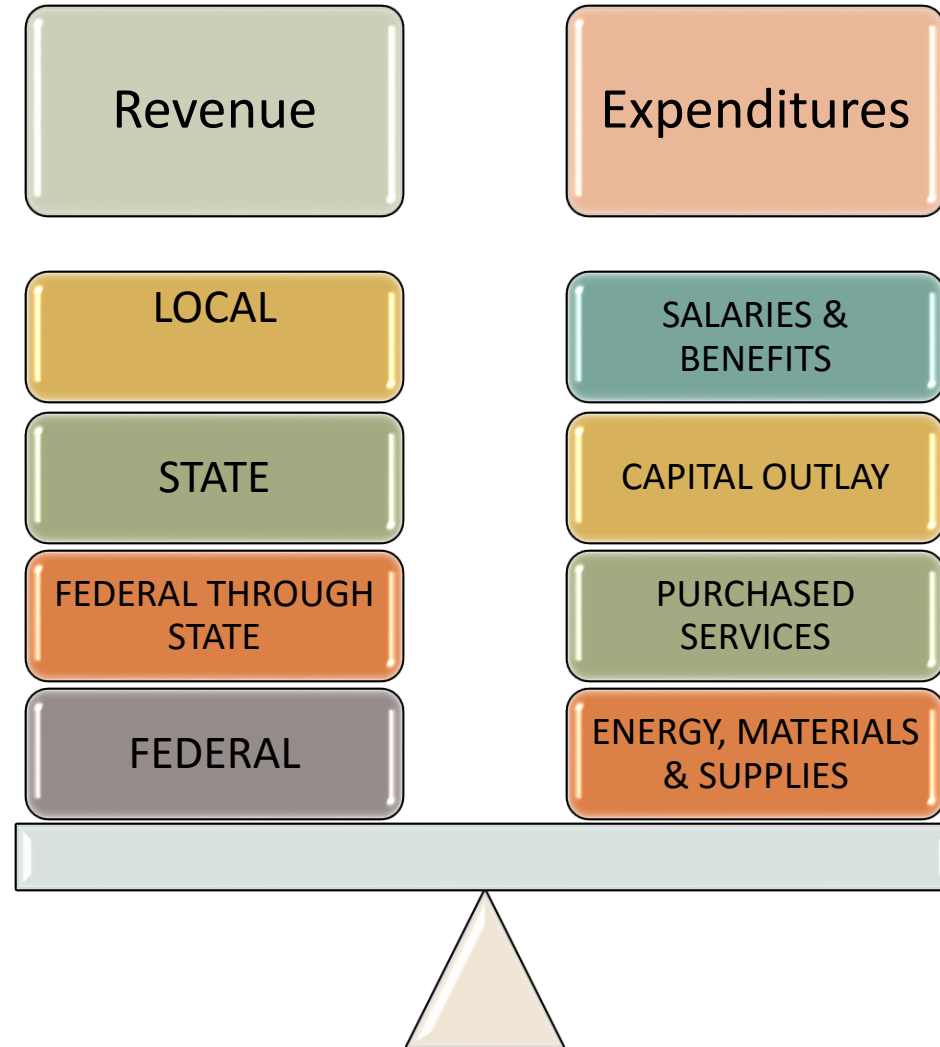 Revenue
Expenditures
LOCAL
STATE
FEDERAL THROUGH
STATE
FEDERAL
SALARIES &
BENEFITS
CAPITAL OUTLAY
PURCHASED
SERVICES
ENERGY, MATERIALS
& SUPPLIES